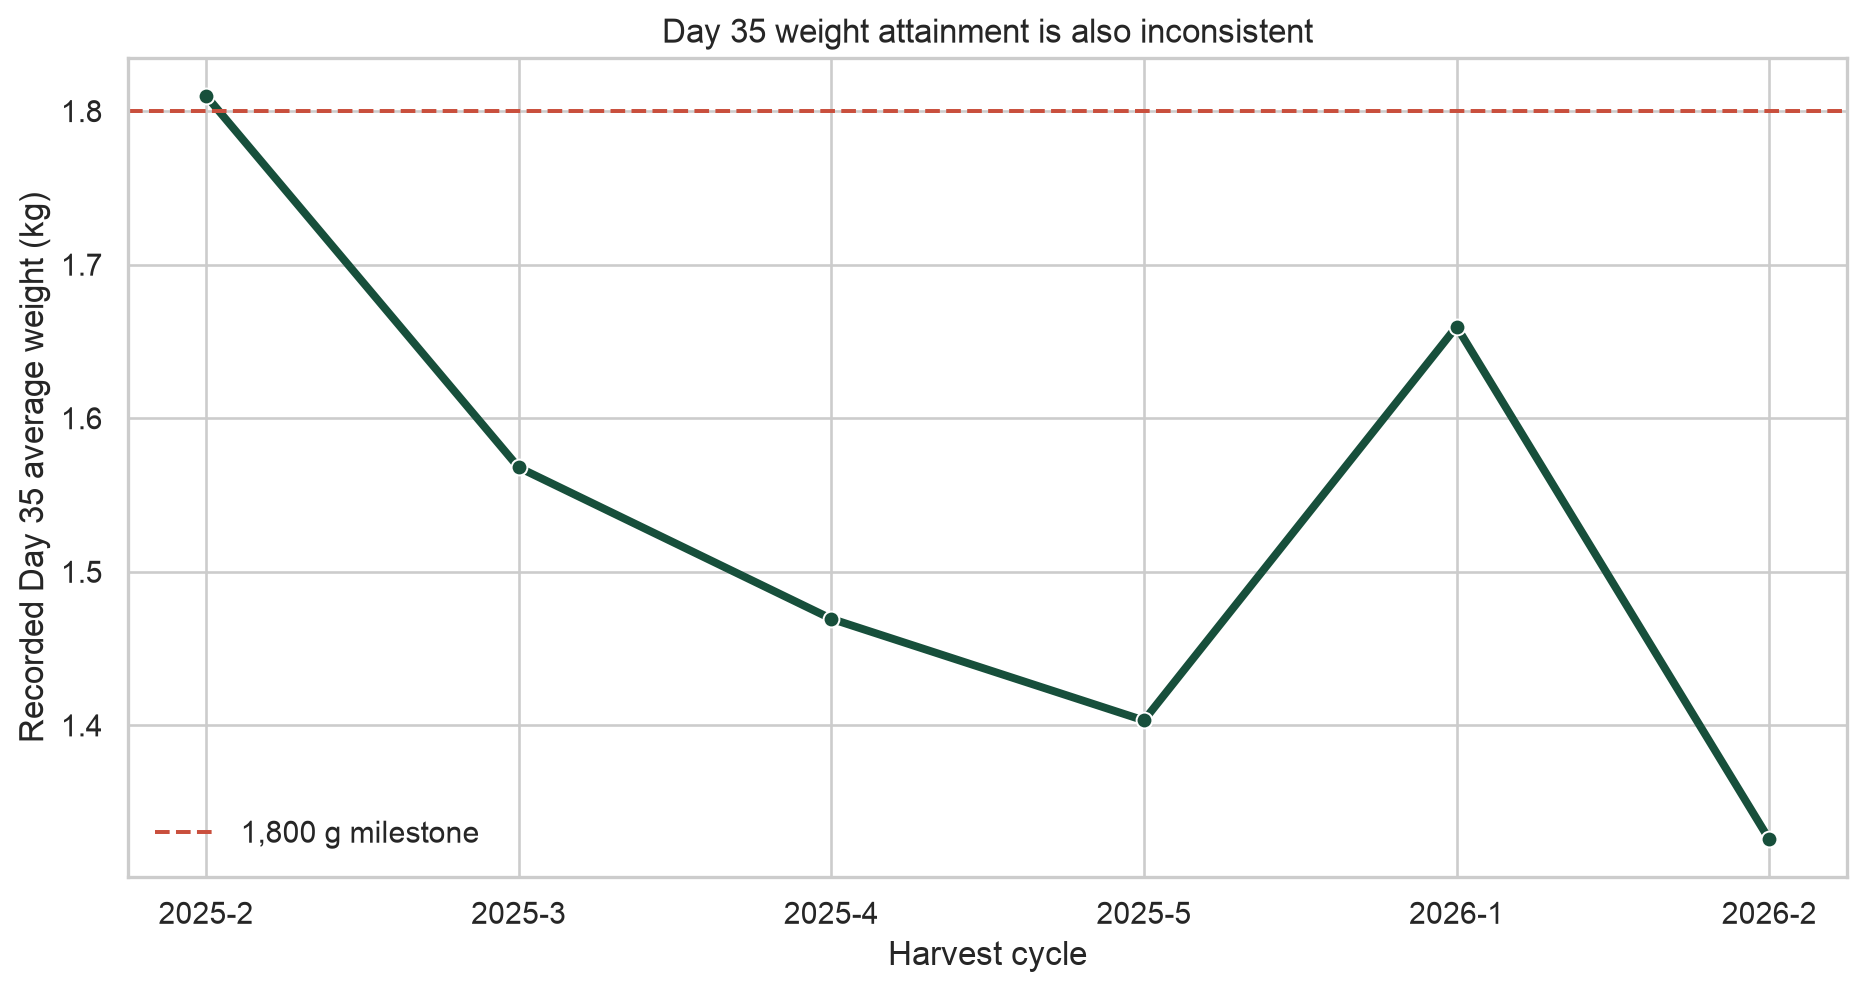 Day 35 weight attainment is also inconsistent
Recorded Day 35 average weight (kg)
1.8
1.7
1.6
1.5
1.4
1,800 g milestone
2025-2 2025-3 2025-4 2025-5 2026-1 2026-2
Harvest cycle